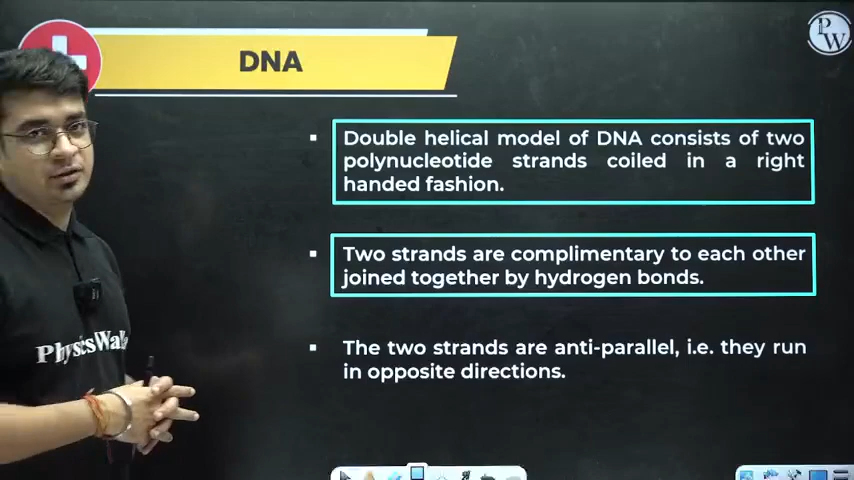 P
W
DNA
Double helical model of DNA consists of two
polynucleotide strands coiled in a right
handed fashion.
Two strands are complimentary to each other
joined together by hydrogen bonds.
The two strands are anti-parallel, i.e. they run
in opposite directions.
PhysicsWalla